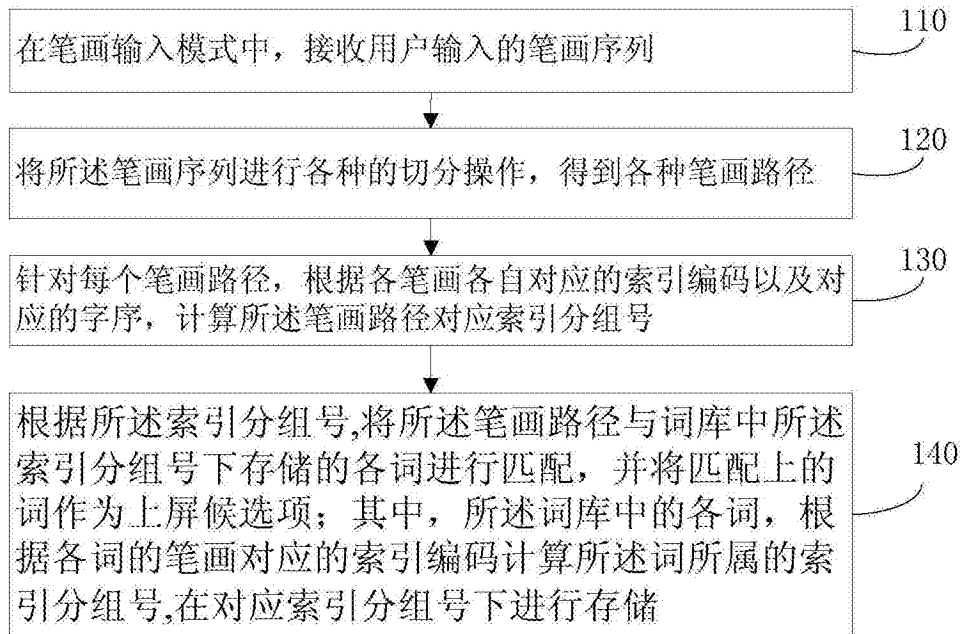 在笔画输入模式中，接收用户输入的笔画序列
110
将所述笔画序列进行各种的切分操作，得到各种笔画路径
120
针对每个笔画路径，根据各笔画各自对应的索引编码以及对
应的字序，计算所述笔画路径对应索引分组号
130
根据所述索引分组号,将所述笔画路径与词库中所述
索引分组号下存储的各词进行匹配，并将匹配上的
词作为上屏候选项；其中，所述词库中的各词，根
据各词的笔画对应的索引编码计算所述词所属的索
引分组号,在对应索引分组号下进行存储
140